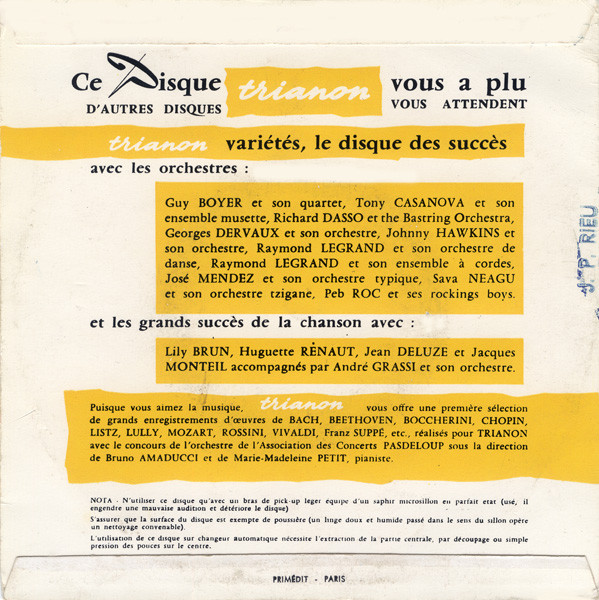 Ce Disque trianon vous a plu
D'AUTRES DISQUES VOUS ATTENDENT
trianon variétés, le disque des succès
avec les orchestres :
Guy BOYER et son quartet, Tony CASANOVA et son
ensemble musette, Richard DASSO et the Bastring Orchestra,
Georges DERVAUX et son orchestre, Johnny HAWKINS et
son orchestre, Raymond LEGRAND et son orchestre de
danse, Raymond LEGRAND et son ensemble à cordes,
José MENDEZ et son orchestre typique, Sava NEAGU
et son orchestre tzigane, Peb ROC et ses rockings boys.
J. P. RIEU
et les grands succès de la chanson avec :
Lily BRUN, Huguette RÉNAUT, Jean DELUZE et Jacques
MONTEIL accompagnés par André GRASSI et son orchestre.
Puisque vous aimez la musique, trianon vous offre une première sélection
de grands enregistrements d'œuvres de BACH, BEETHOVEN, BOCCHERINI, CHOPIN,
LISTZ, LULLY, MOZART, ROSSINI, VIVALDI, Franz SUPPÉ, etc., réalisés pour TRIANON
avec le concours de l'orchestre de l'Association des Concerts PASDELOUP sous la direction
de Bruno AMADUCCI et de Marie-Madeleine PETIT, pianiste.
NOTA - N'utiliser ce disque qu'avec un bras de pick-up léger équipé d'un saphir microsillon en parfait état (usé, il
engendre une mauvaise audition et détériore le disque)
S'assurer que la surface du disque est exempte de poussière (un linge doux et humide passé dans le sens du sillon opère
un nettoyage convenable).
L'utilisation de ce disque sur changeur automatique nécessite l'extraction de la partie centrale, par découpage ou simple
pression des pouces sur le centre.
PRIMÉDIT - PARIS